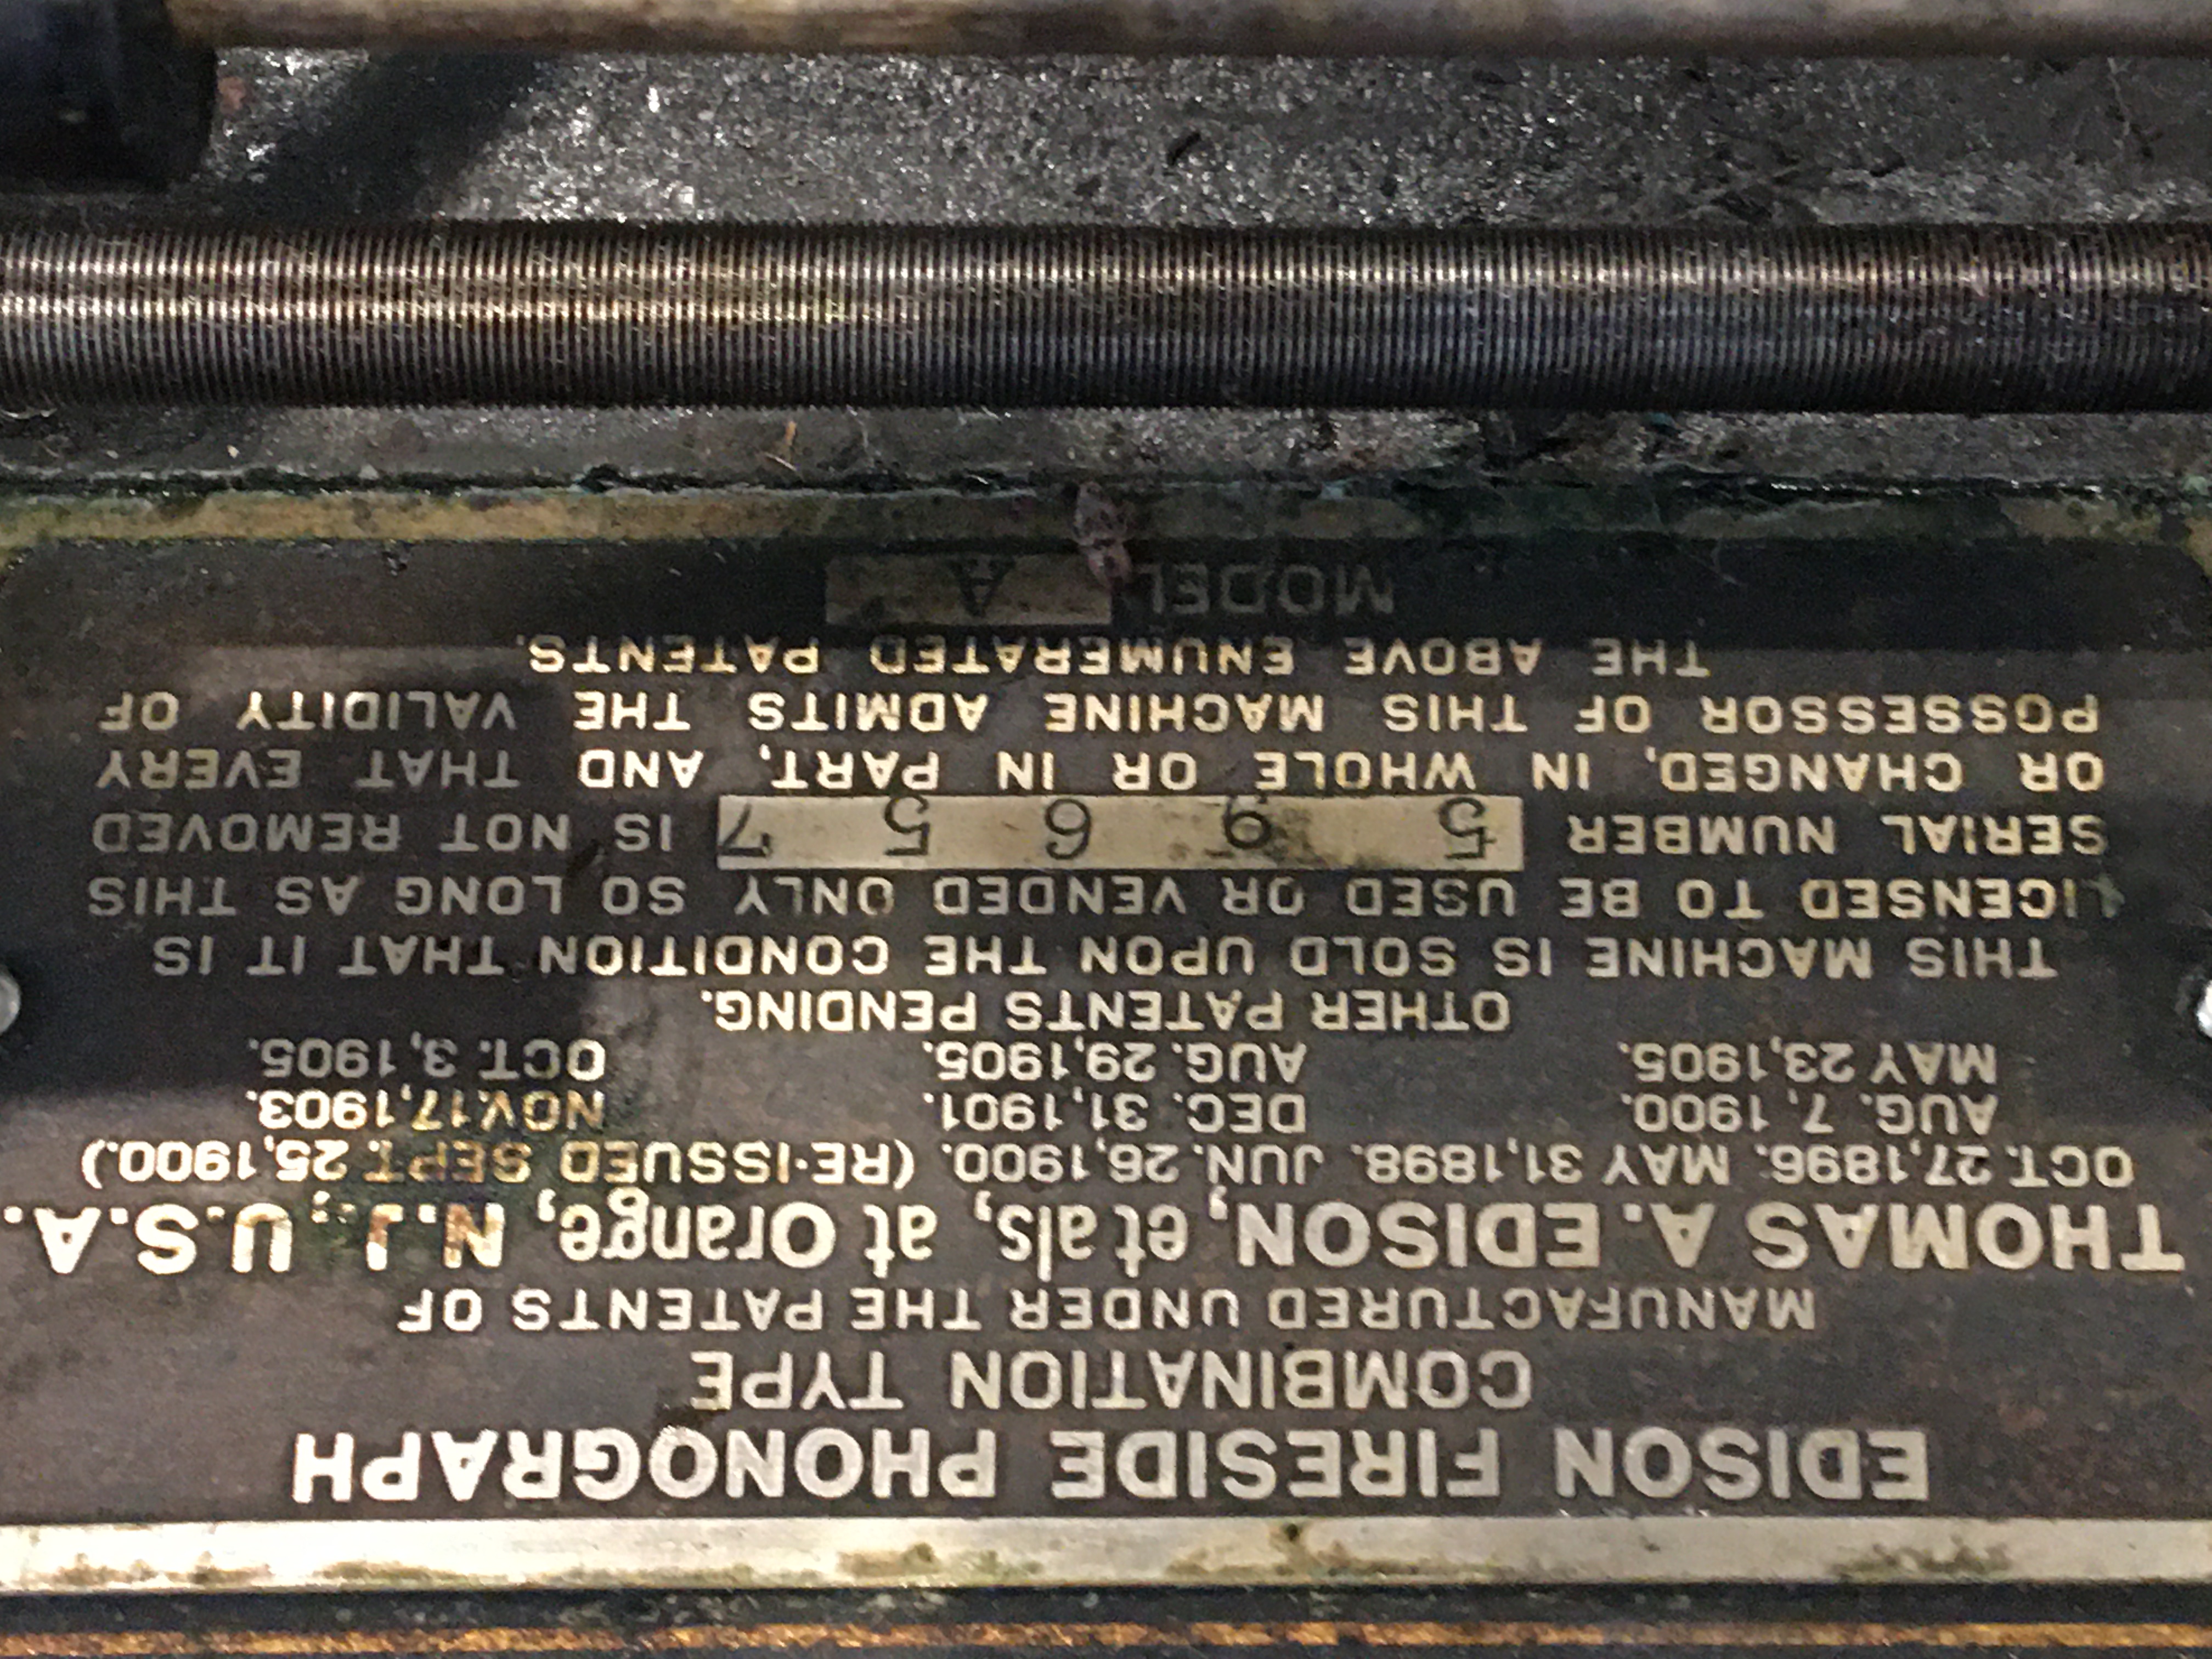 EDISON FIRESIDE PHONOGRAPH
COMBINATION TYPE
MANUFACTURED UNDER THE PATENTS OF
THOMAS A. EDISON, et als, at Orange, N.J., U.S.A.
OCT. 27,1896. MAY 31,1898. JUN. 26,1900. (RE-ISSUED SEPT. 25,1900.)
AUG. 7, 1900. DEC. 31,1901. NOV.17,1903.
MAY 23,1905. AUG. 29,1905. OCT. 3,1905.
OTHER PATENTS PENDING.
THIS MACHINE IS SOLD UPON THE CONDITION THAT IT IS
LICENSED TO BE USED OR VENDED ONLY SO LONG AS THIS
SERIAL NUMBER 5 6 9 5 7 IS NOT REMOVED
OR CHANGED, IN WHOLE OR IN PART, AND THAT EVERY
POSSESSOR OF THIS MACHINE ADMITS THE VALIDITY OF
THE ABOVE ENUMERATED PATENTS.
MODEL A